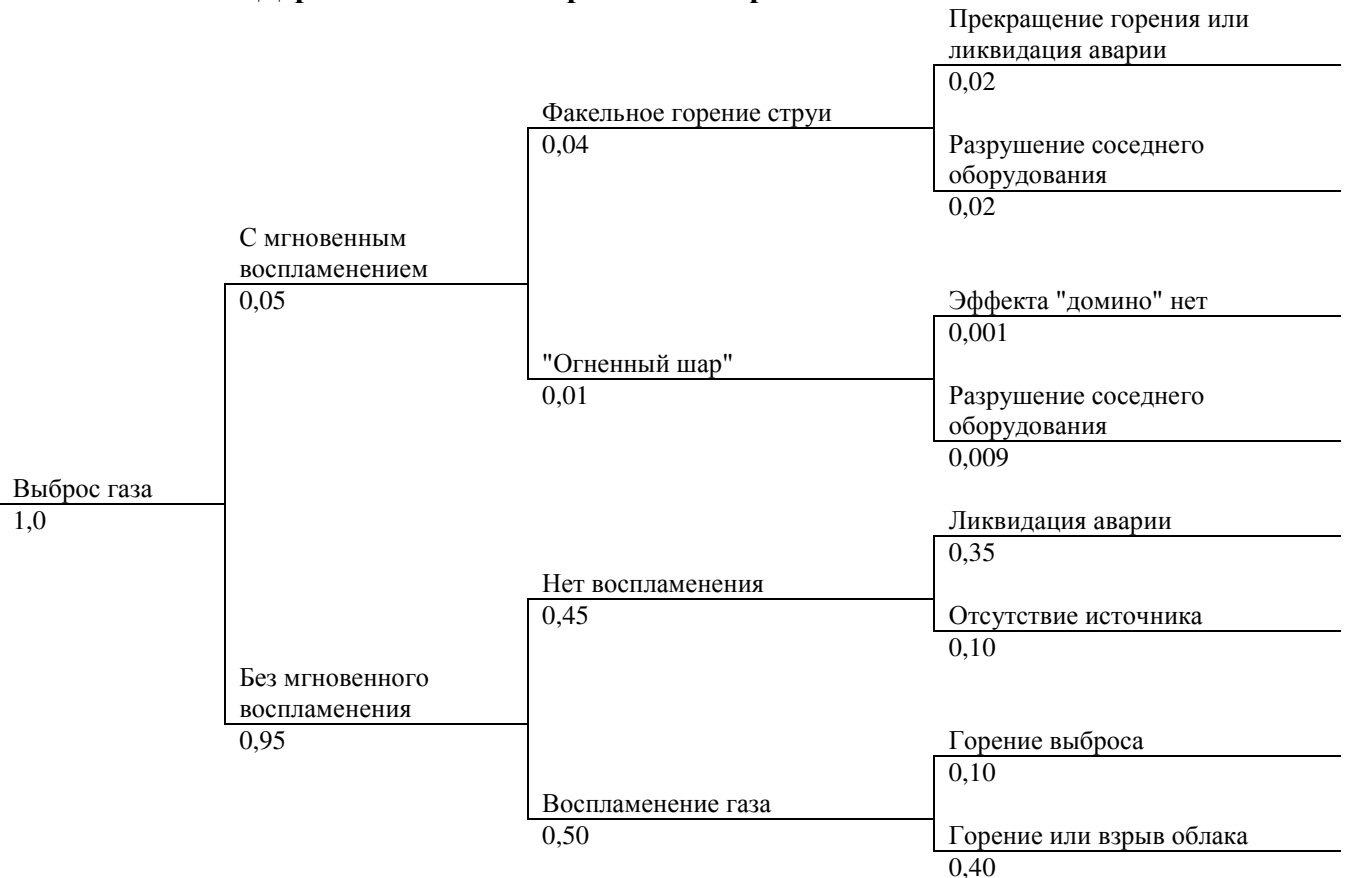 Прекращение горения или
ликвидация аварии
0,02
Факельное горение струи
0,04
Разрушение соседнего
оборудования
0,02
С мгновенным
воспламенением
0,05
Эффекта "домино" нет
0,001
"Огненный шар"
0,01
Разрушение соседнего
оборудования
0,009
Выброс газа
1,0
Ликвидация аварии
0,35
Нет воспламенения
0,45
Отсутствие источника
0,10
Без мгновенного
воспламенения
0,95
Горение выброса
0,10
Воспламенение газа
0,50
Горение или взрыв облака
0,40